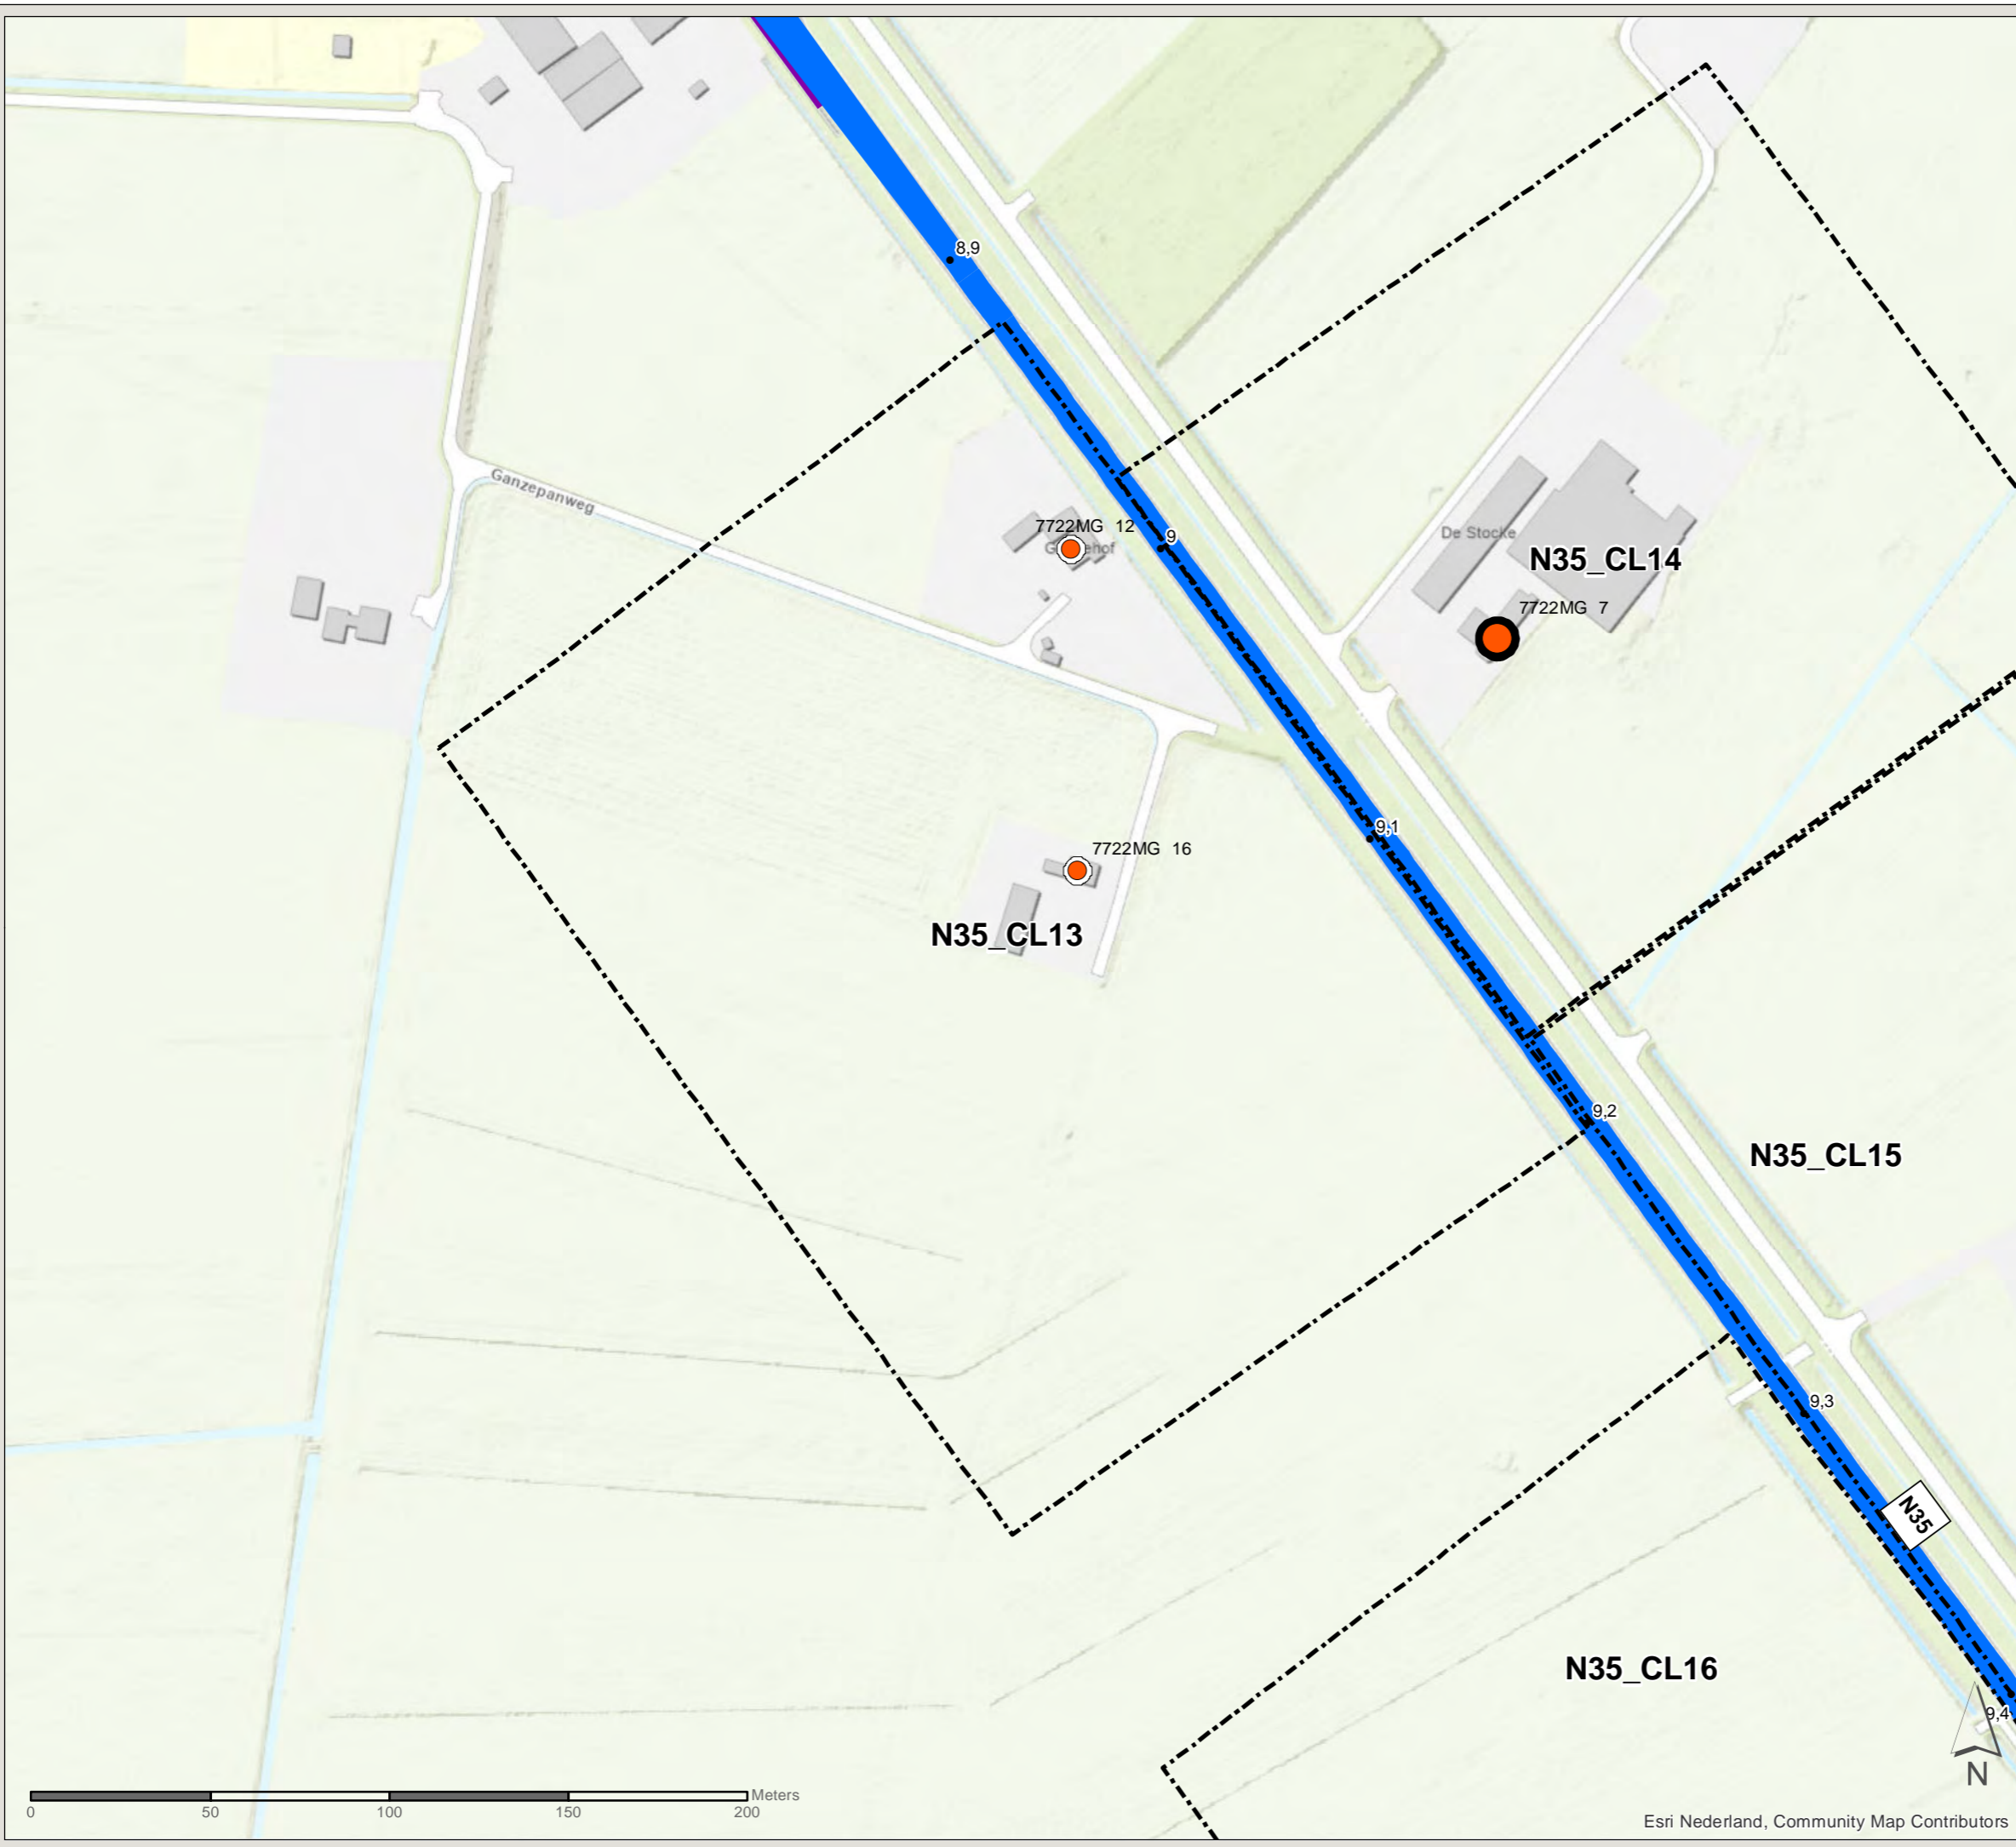 8,9
Ganzepanweg
7722MG 12
9
De Stocke
N35_CL14
7722MG 7
9,1
7722MG 16
N35_CL13
9,2
N35_CL15
9,3
N35
N35_CL16
9,4
N
Meters
0 50 100 150 200
Esri Nederland, Community Map Contributors